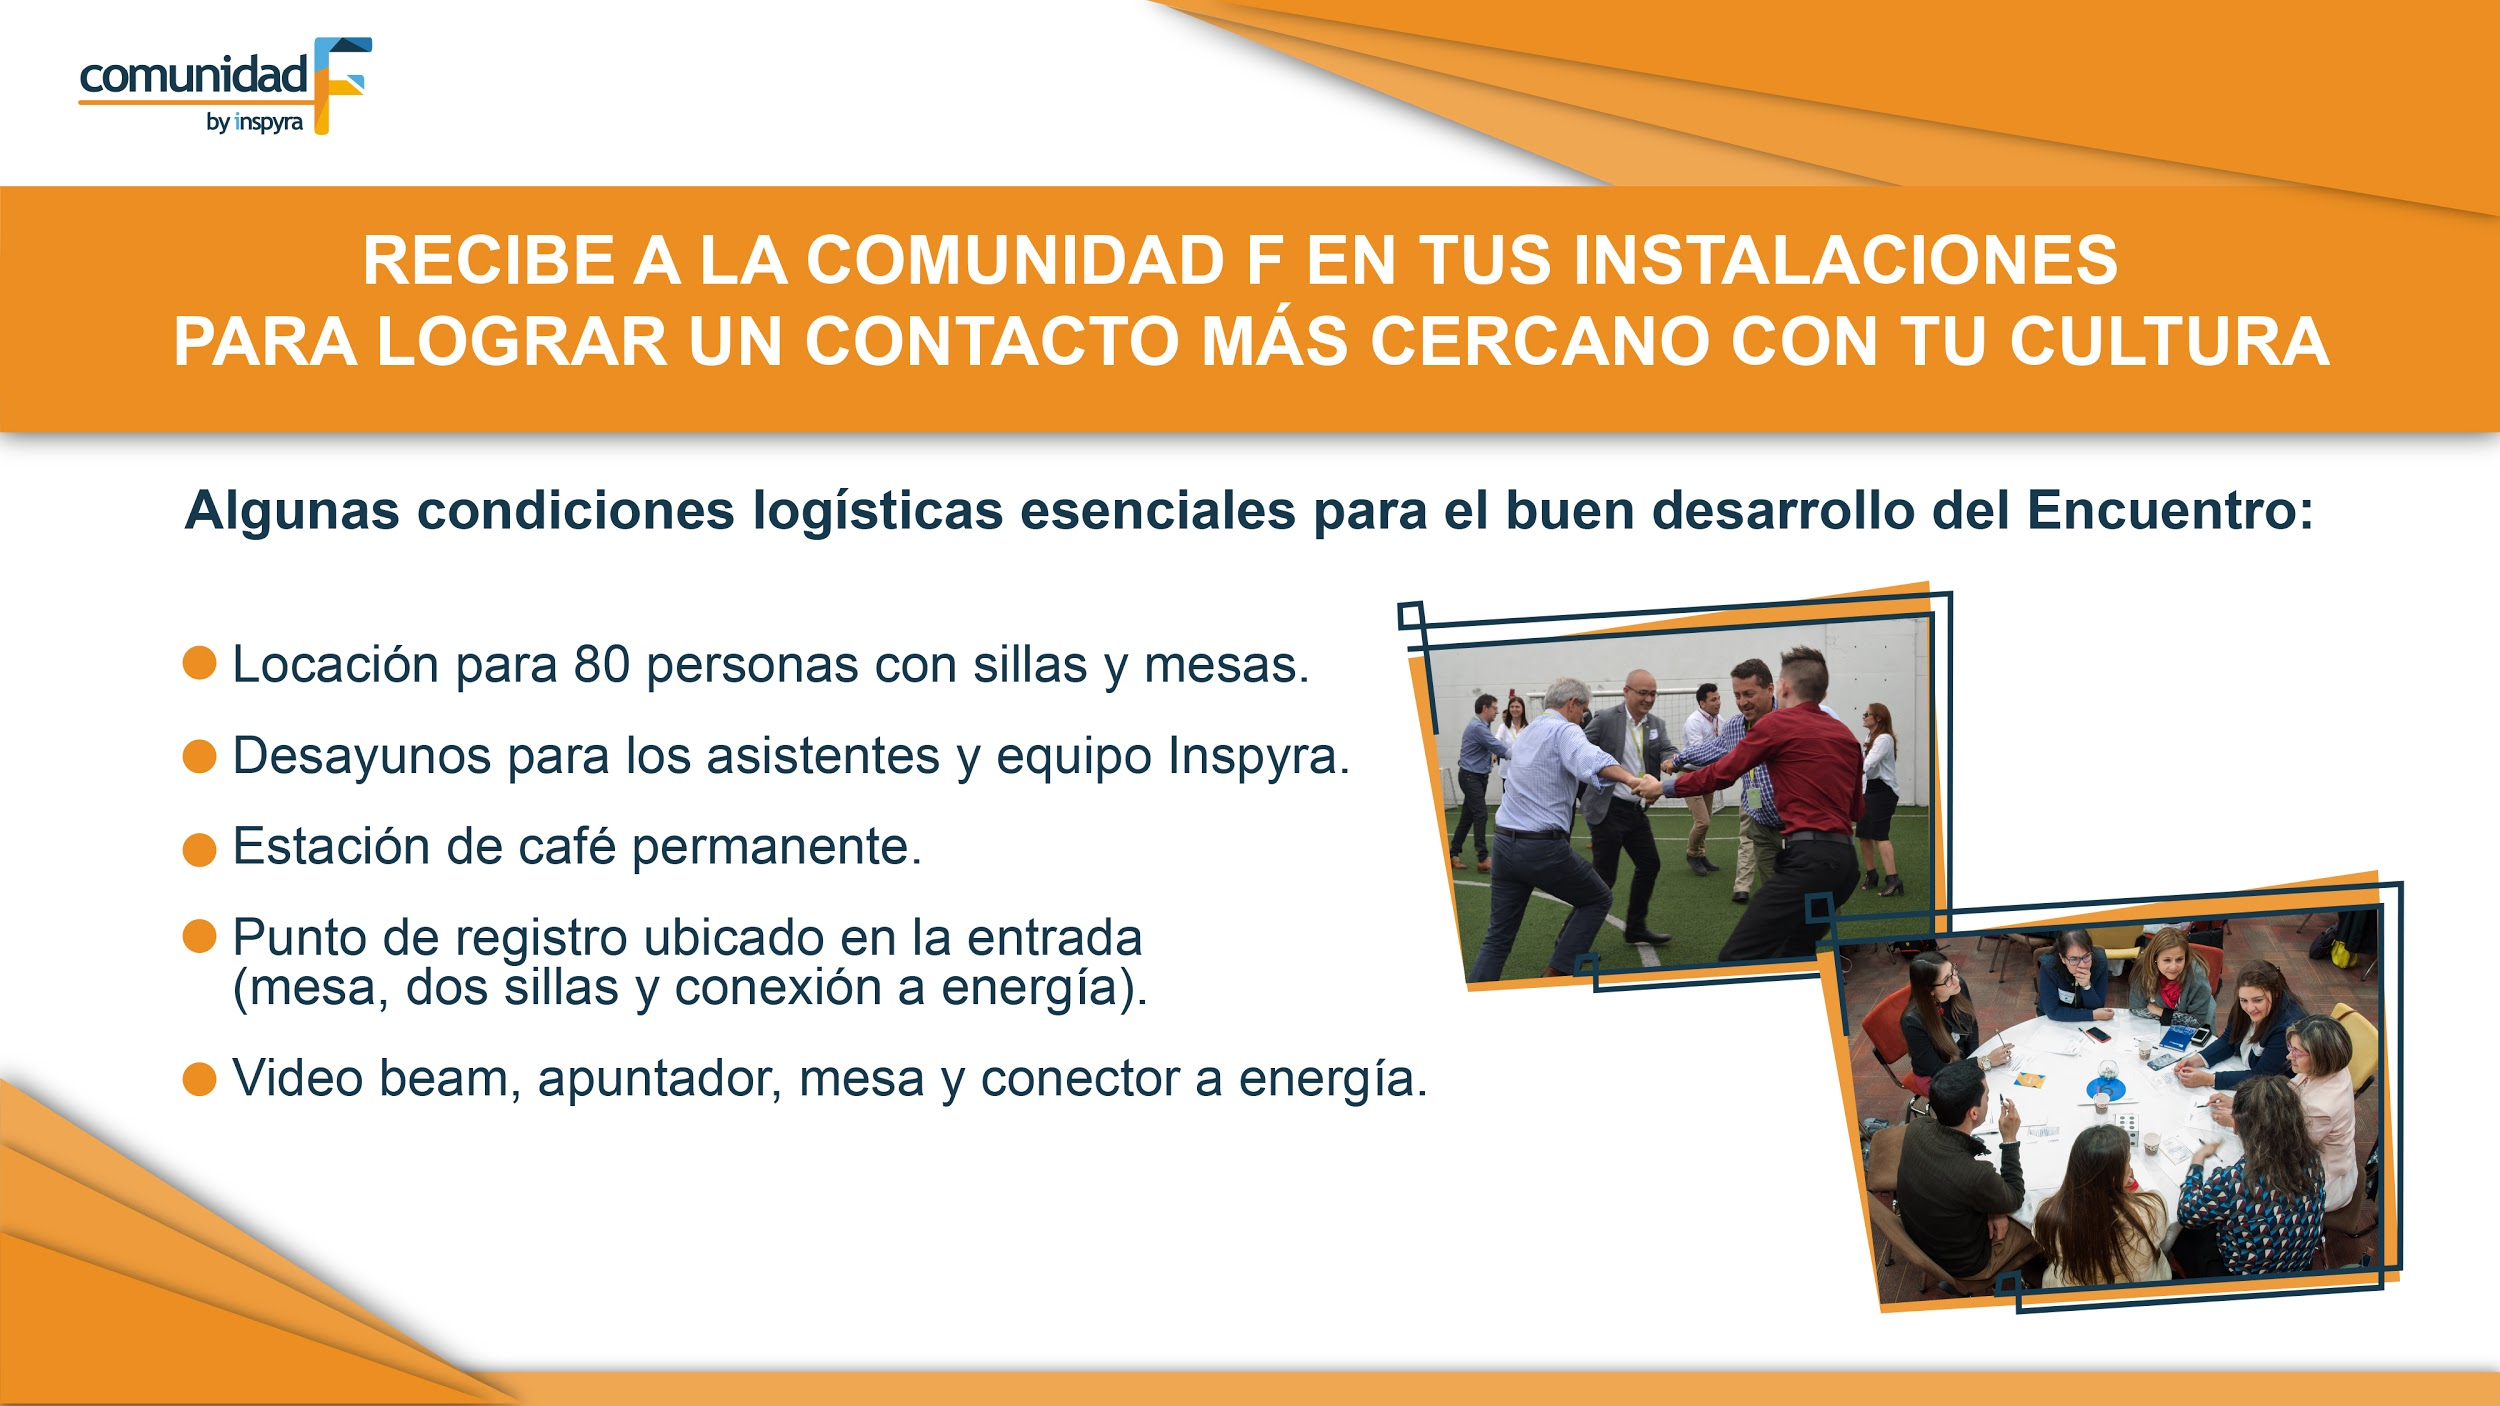 comunidad F
by inspyra
RECIBE A LA COMUNIDAD F EN TUS INSTALACIONES
PARA LOGRAR UN CONTACTO MÁS CERCANO CON TU CULTURA
Algunas condiciones logísticas esenciales para el buen desarrollo del Encuentro:
Locación para 80 personas con sillas y mesas.
Desayunos para los asistentes y equipo Inspyra.
Estación de café permanente.
Punto de registro ubicado en la entrada
(mesa, dos sillas y conexión a energía).
Video beam, apuntador, mesa y conector a energía.